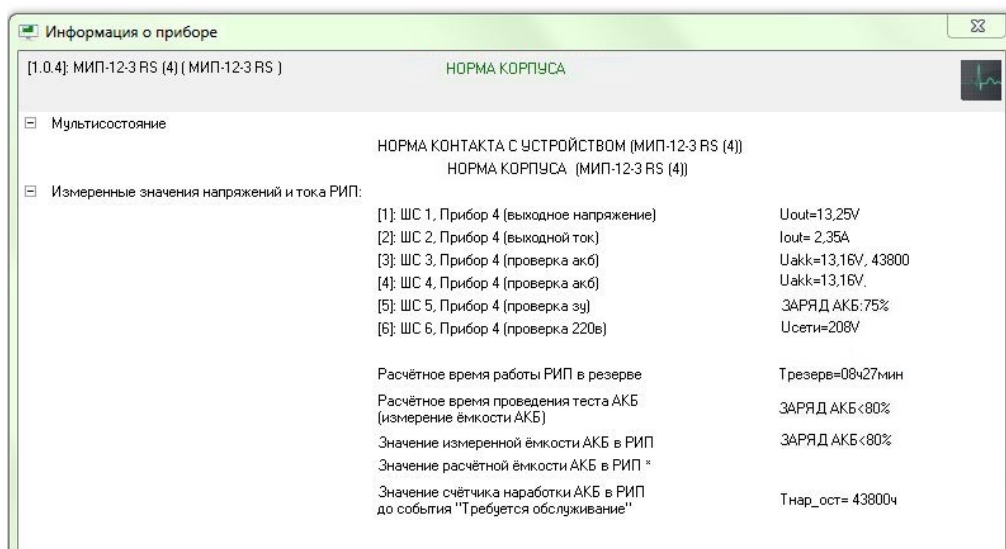 Информация о приборе
[1.0.4]: МИП-12-3 RS (4) ( МИП-12-3 RS ) НОРМА КОРПУСА
Мультисостояние
НОРМА КОНТАКТА С УСТРОЙСТВОМ (МИП-12-3 RS (4))
НОРМА КОРПУСА (МИП-12-3 RS (4))
Измеренные значения напряжений и тока РИП:
[1]: ШС 1, Прибор 4 (выходное напряжение) Uout=13,25V
[2]: ШС 2, Прибор 4 (выходной ток) Iout= 2,35A
[3]: ШС 3, Прибор 4 (проверка акб) Uakk=13,16V, 43800
[4]: ШС 4, Прибор 4 (проверка акб) Uakk=13,16V.
[5]: ШС 5, Прибор 4 (проверка зу) ЗАРЯД АКБ:75%
[6]: ШС 6, Прибор 4 (проверка 220в) Uсети=208V
Расчётное время работы РИП в резерве Трезерв=08ч27мин
Расчётное время проведения теста АКБ
(измерение ёмкости АКБ) ЗАРЯД АКБ<80%
Значение измеренной ёмкости АКБ в РИП ЗАРЯД АКБ<80%
Значение расчётной ёмкости АКБ в РИП *
Значение счётчика наработки АКБ в РИП
до события "Требуется обслуживание" Тнар_ост= 43800ч